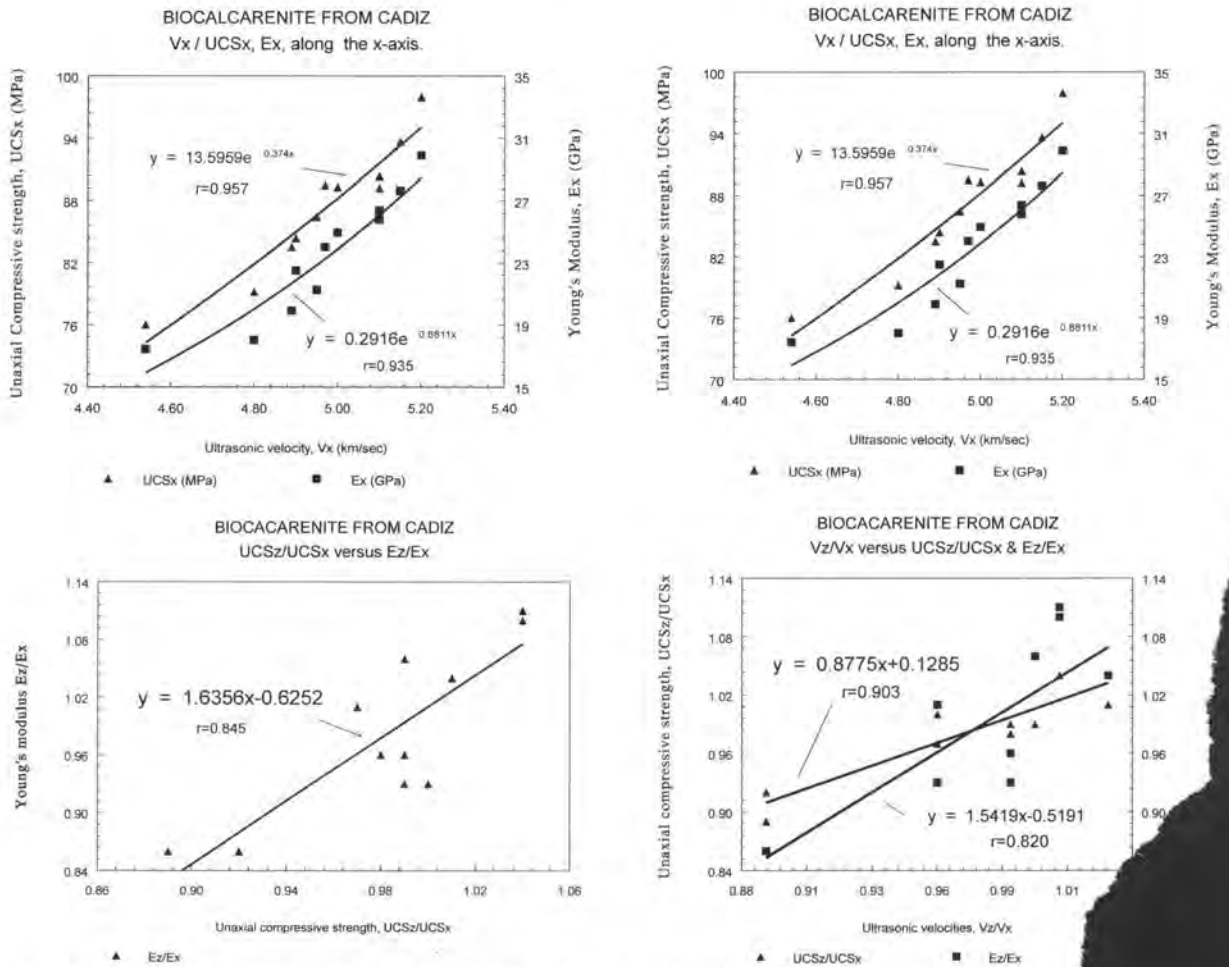 BIOCALCARENITE FROM CADIZ
Vx / UCSx, Ex, along the x-axis.
Unaxial Compressive strength, UCSx (MPa)
100
94
88
82
76
70
35
31
27
23
19
15
Young's Modulus, Ex (GPa)
y = 13.5959e 0.374x
r=0.957
y = 0.2916e 0.8811x
r=0.935
4.40 4.60 4.80 5.00 5.20 5.40
Ultrasonic velocity, Vx (km/sec)
▲ UCSx (MPa) ■ Ex (GPa)
BIOCALCARENITE FROM CADIZ
Vx / UCSx, Ex, along the x-axis.
Unaxial Compressive strength, UCSx (MPa)
100
94
88
82
76
70
35
31
27
23
19
15
Young's Modulus, Ex (GPa)
y = 13.5959e 0.374x
r=0.957
y = 0.2916e 0.8811x
r=0.935
4.40 4.60 4.80 5.00 5.20 5.40
Ultrasonic velocity, Vx (km/sec)
▲ UCSx (MPa) ■ Ex (GPa)
BIOCACARENITE FROM CADIZ
UCSz/UCSx versus Ez/Ex
Young's modulus Ez/Ex
1.14
1.08
1.02
0.96
0.90
0.84
y = 1.6356x-0.6252
r=0.845
0.86 0.90 0.94 0.98 1.02 1.06
Unaxial compressive strength, UCSz/UCSx
▲ Ez/Ex
BIOCACARENITE FROM CADIZ
Vz/Vx versus UCSz/UCSx & Ez/Ex
Unaxial compressive strength, UCSz/UCSx
1.14
1.08
1.02
0.96
0.90
0.84
1.14
1.08
1.02
0.96
0.90
y = 0.8775x+0.1285
r=0.903
y = 1.5419x-0.5191
r=0.820
0.88 0.91 0.93 0.96 0.99 1.01
Ultrasonic velocities, Vz/Vx
▲ UCSz/UCSx ■ Ez/Ex